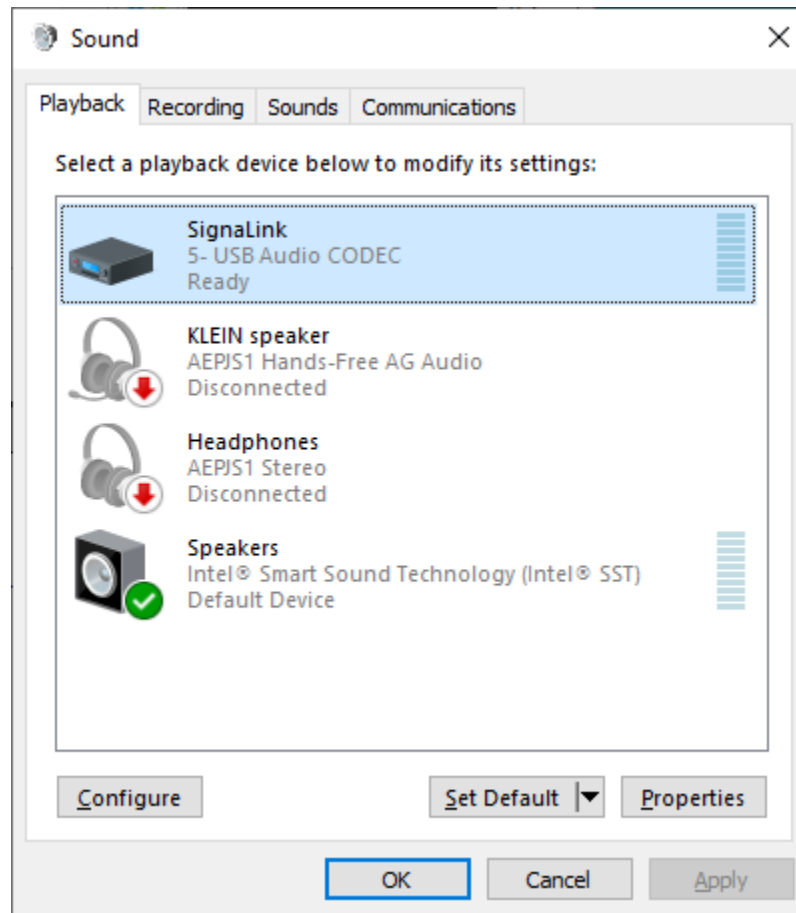 Sound
Playback
Recording
Sounds
Communications
Select a playback device below to modify its settings:
SignaLink
5- USB Audio CODEC
Ready
KLEIN speaker
AEPJS1 Hands-Free AG Audio
Disconnected
Headphones
AEPJS1 Stereo
Disconnected
Speakers
Intel® Smart Sound Technology (Intel® SST)
Default Device
Configure
Set Default
Properties
OK
Cancel
Apply